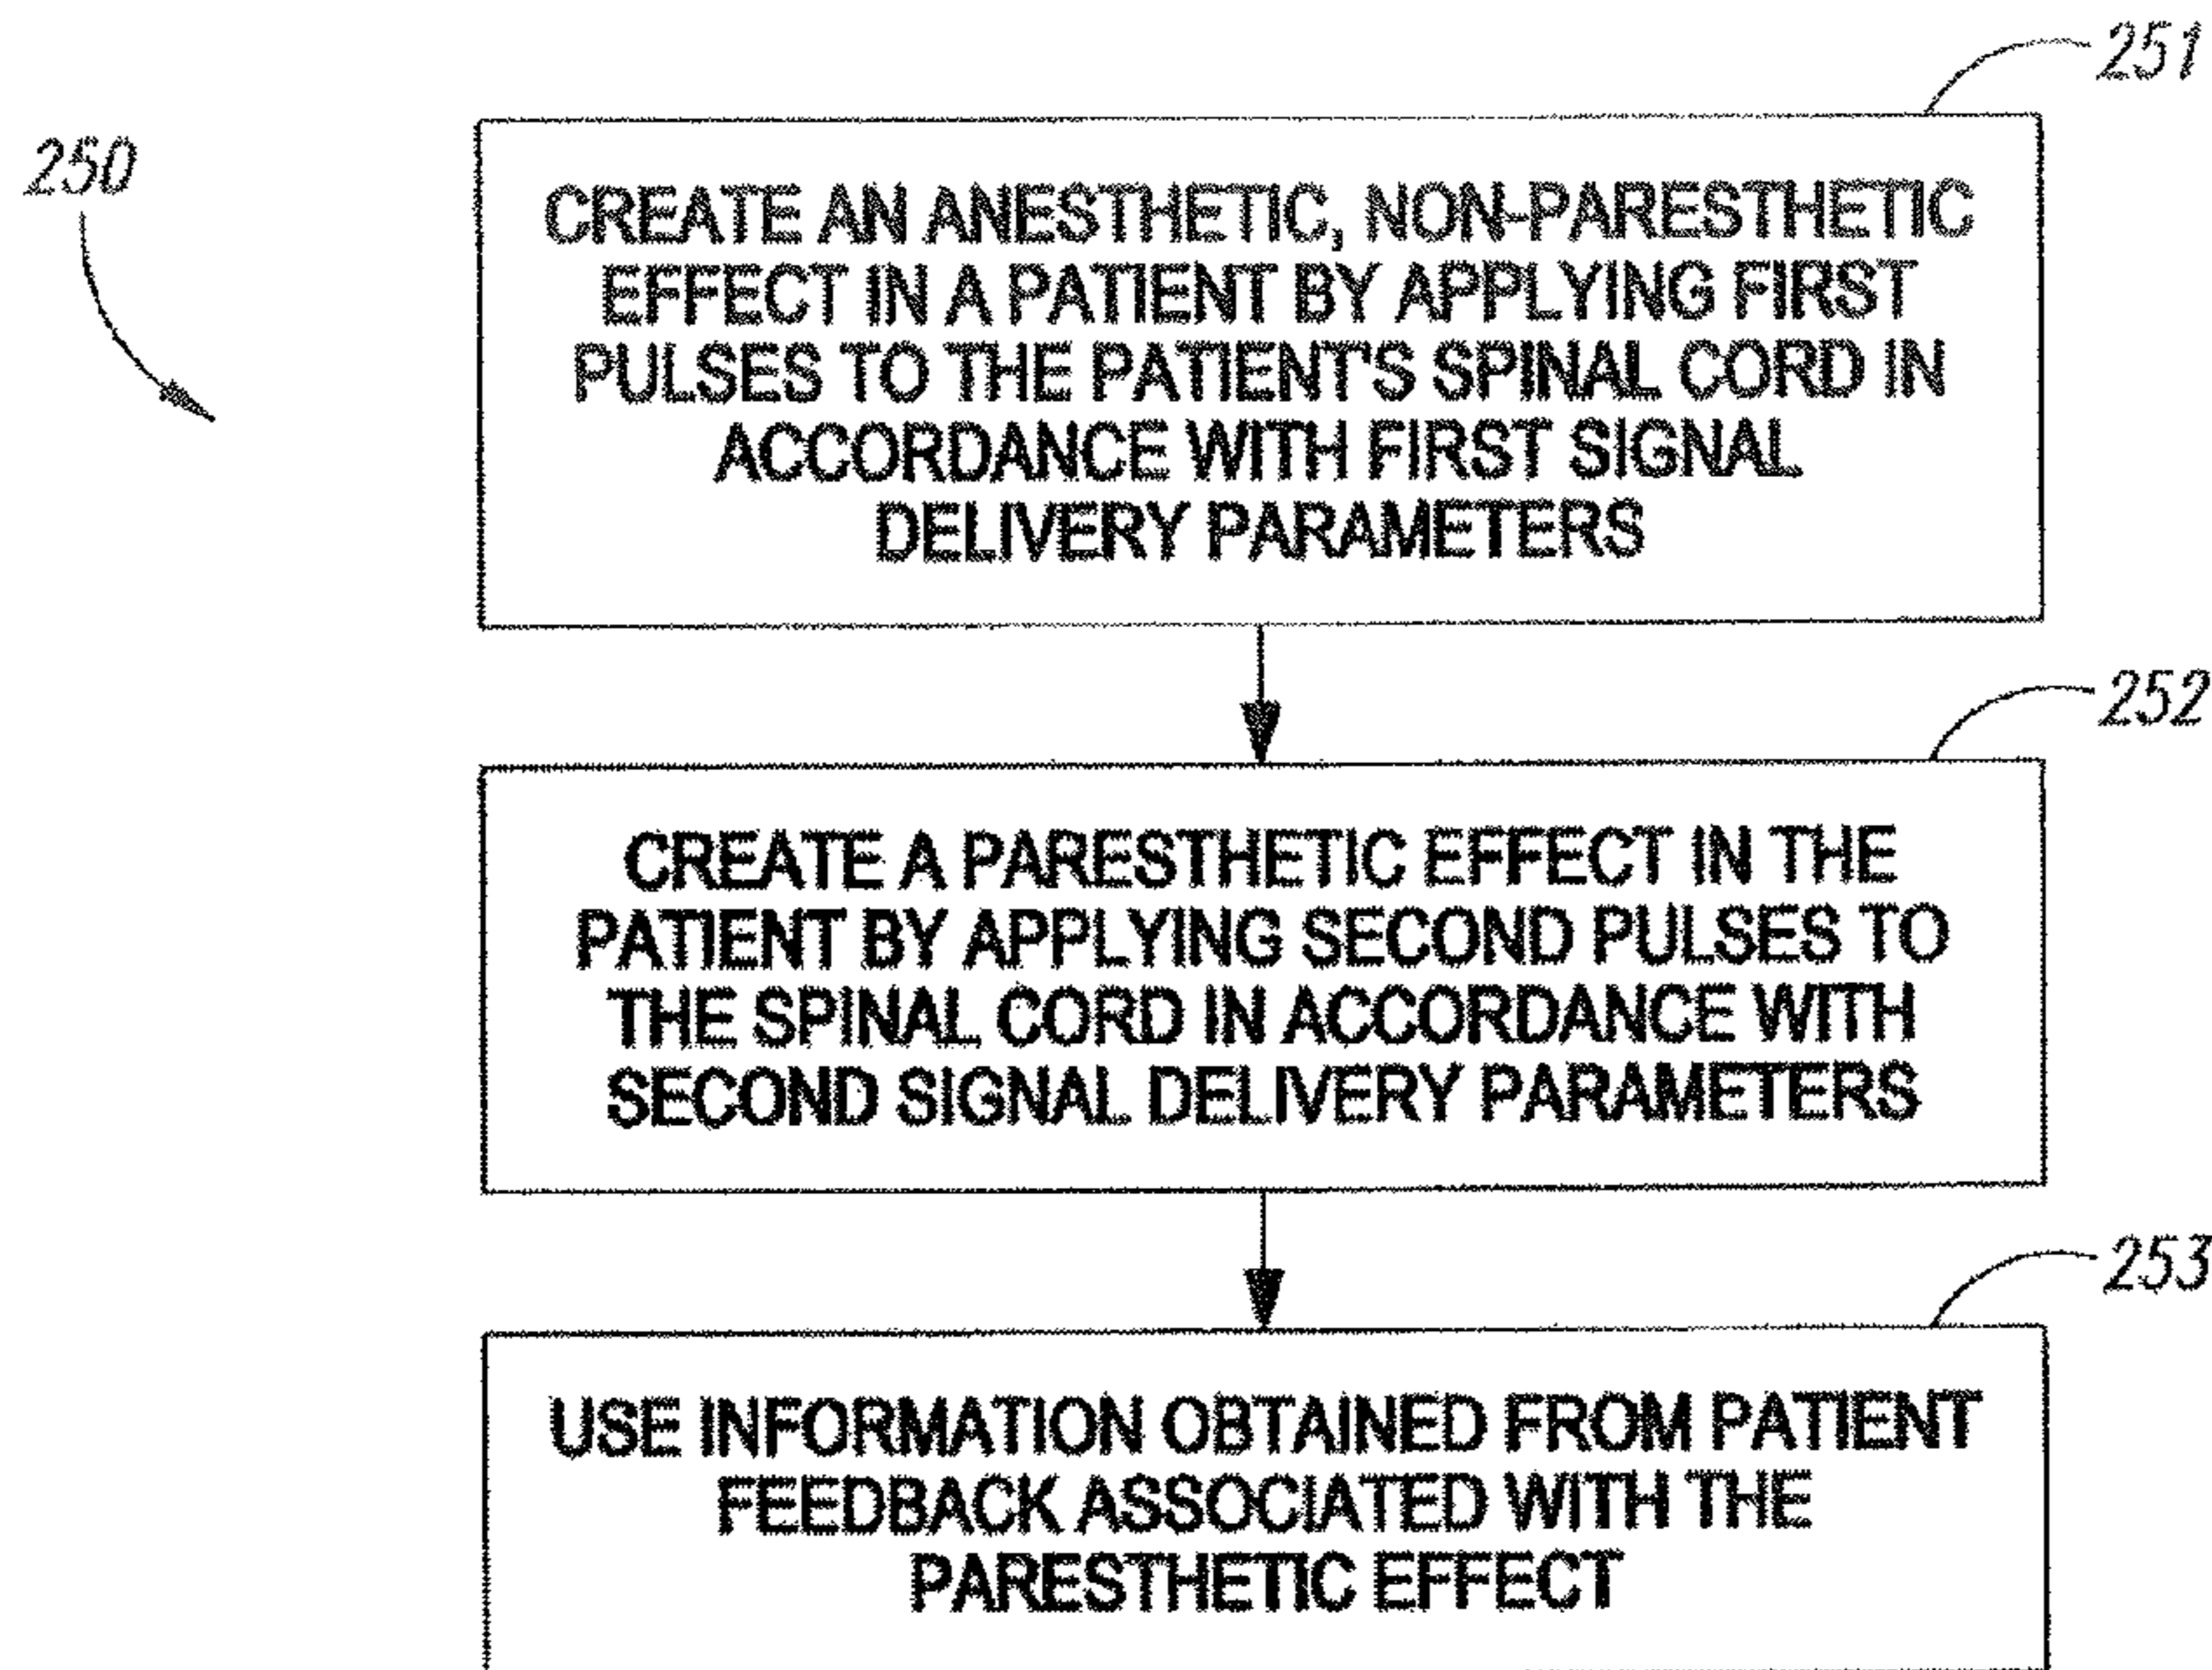 251
250
CREATE AN ANESTHETIC, NON-PARESTHETIC
EFFECT IN A PATIENT BY APPLYING FIRST
PULSES TO THE PATIENT'S SPINAL CORD IN
ACCORDANCE WITH FIRST SIGNAL
DELIVERY PARAMETERS
252
CREATE A PARESTHETIC EFFECT IN THE
PATIENT BY APPLYING SECOND PULSES TO
THE SPINAL CORD IN ACCORDANCE WITH
SECOND SIGNAL DELIVERY PARAMETERS
253
USE INFORMATION OBTAINED FROM PATIENT
FEEDBACK ASSOCIATED WITH THE
PARESTHETIC EFFECT